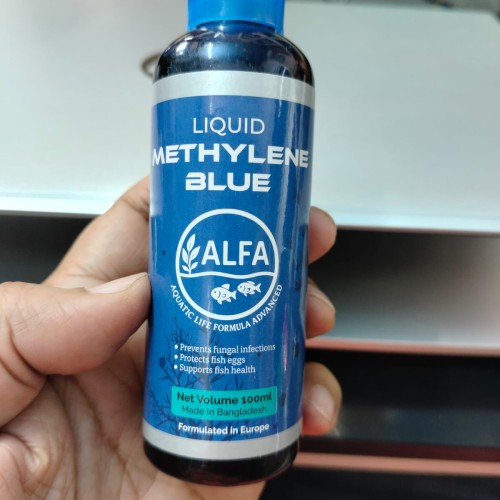 LIQUID
METHYLENE
BLUE
ALFA
AQUATIC LIFE FORMULA ADVANCED
Prevents fungal infections
Protects fish eggs
Supports fish health
Net Volume 100ml
Made In Bangladesh
Formulated in Europe